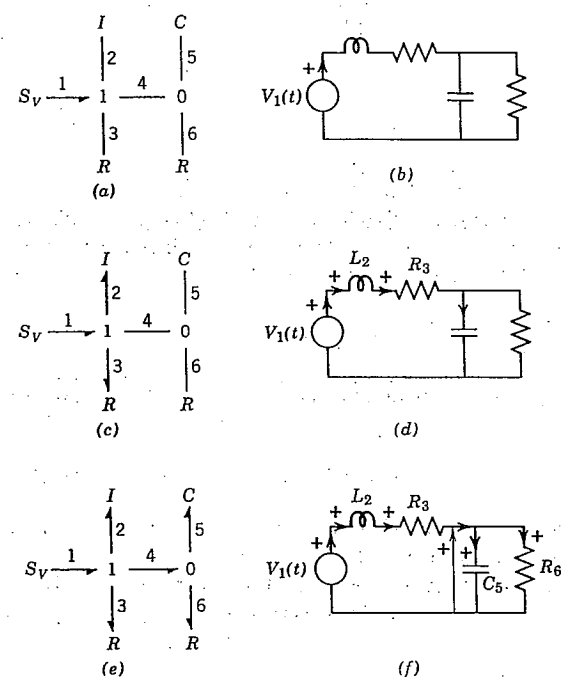 I C
2 5
1 4
S_V 1 0
3 6
R R
(a)
V_1(t) +
(b)
I C
2 5
1 4
S_V 1 0
3 6
R R
(c)
L_2 R_3
+ +
+
V_1(t)
(d)
I C
2 5
1 4
S_V 1 0
3 6
R R
(e)
L_2 R_3
+ +
+ + + +
V_1(t) C_5 R_6
(f)